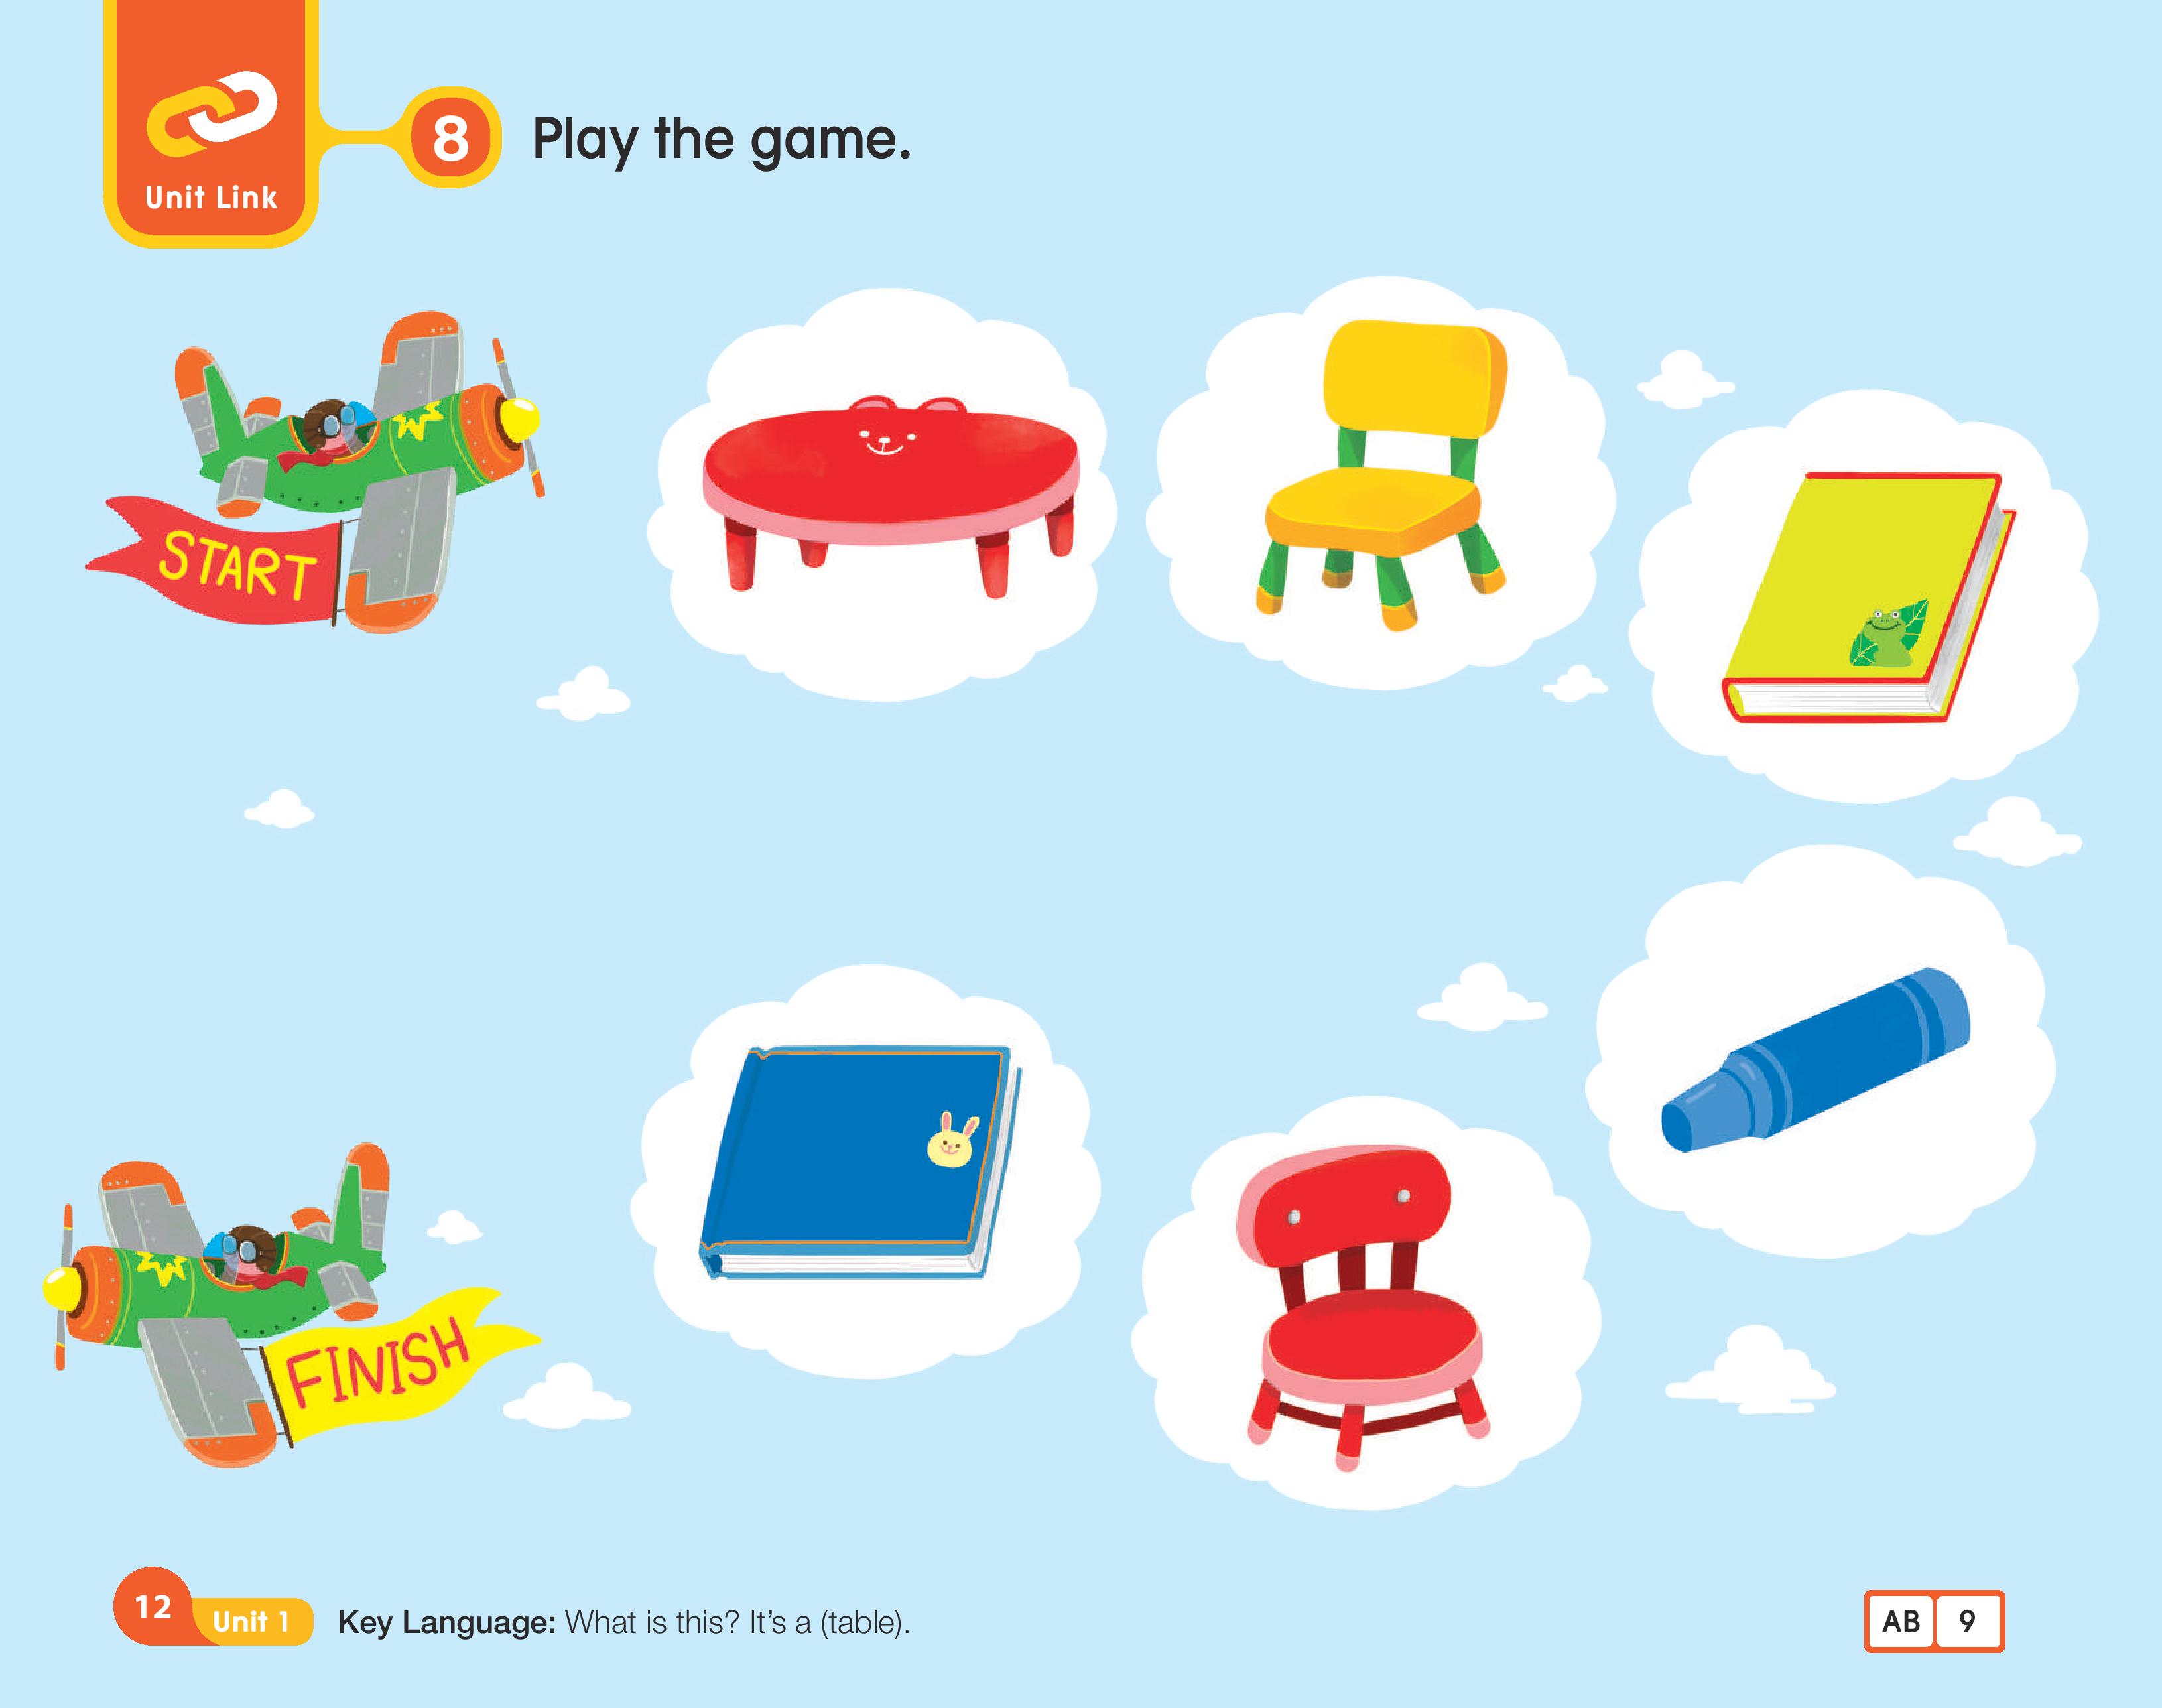 Unit Link
8 Play the game.
START
FINISH
12 Unit 1 Key Language: What is this? It’s a (table).
AB 9